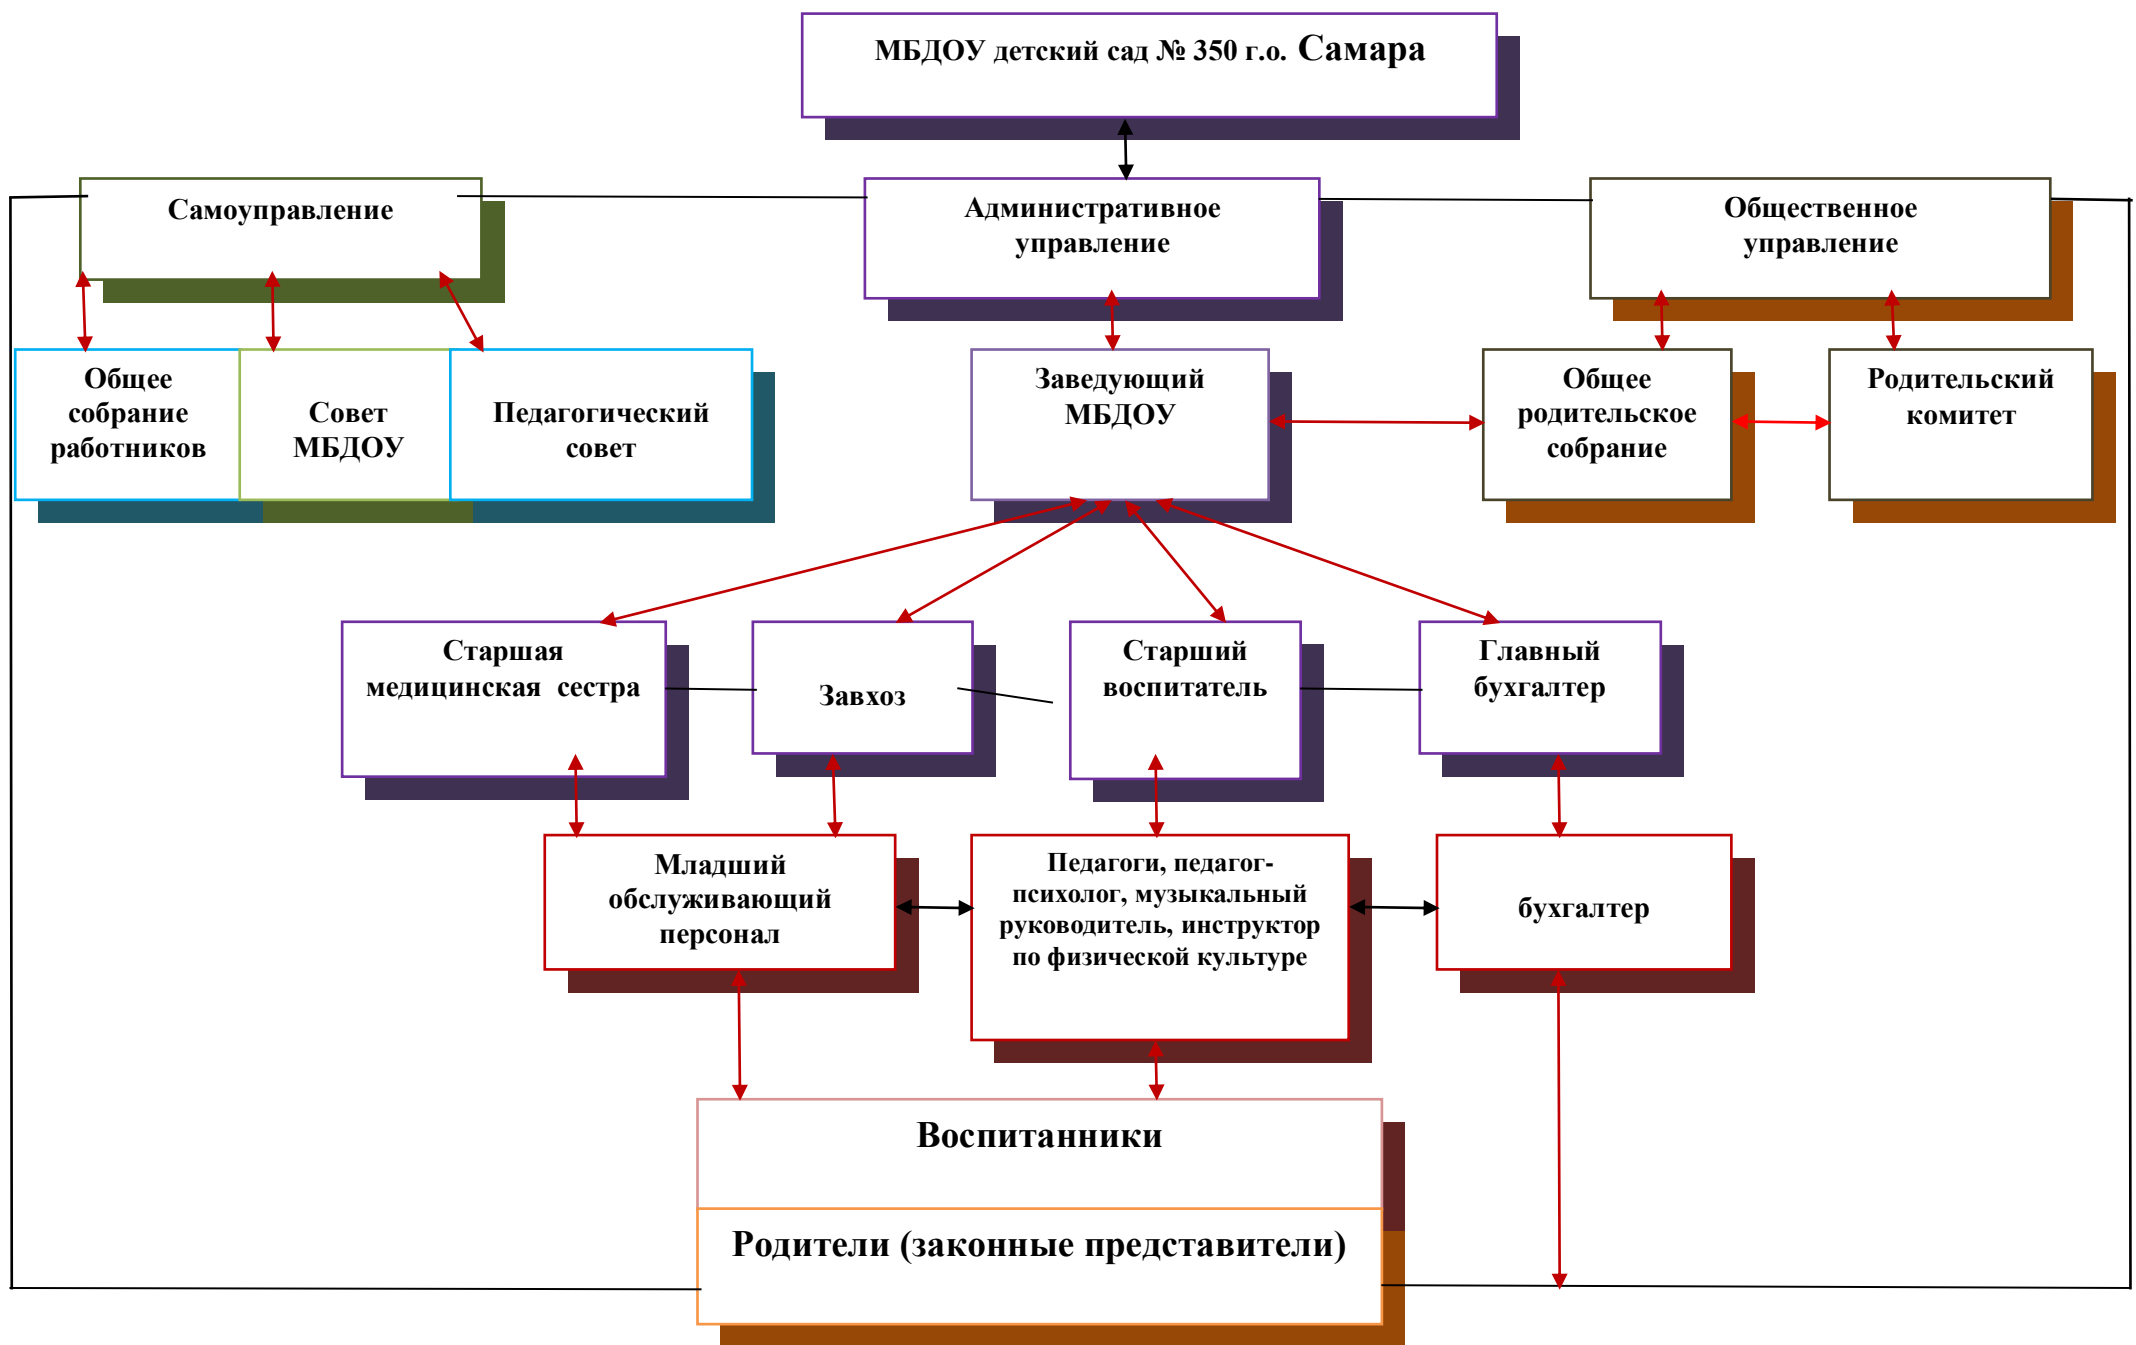 МБДОУ детский сад № 350 г.о. Самара
Самоуправление
Административное
управление
Общественное
управление
Общее
собрание
работников
Совет
МБДОУ
Педагогический
совет
Заведующий
МБДОУ
Общее
родительское
собрание
Родительский
комитет
Старшая
медицинская сестра
Завхоз
Старший
воспитатель
Главный
бухгалтер
Младший
обслуживающий
персонал
Педагоги, педагог-
психолог, музыкальный
руководитель, инструктор
по физической культуре
бухгалтер
Воспитанники
Родители (законные представители)